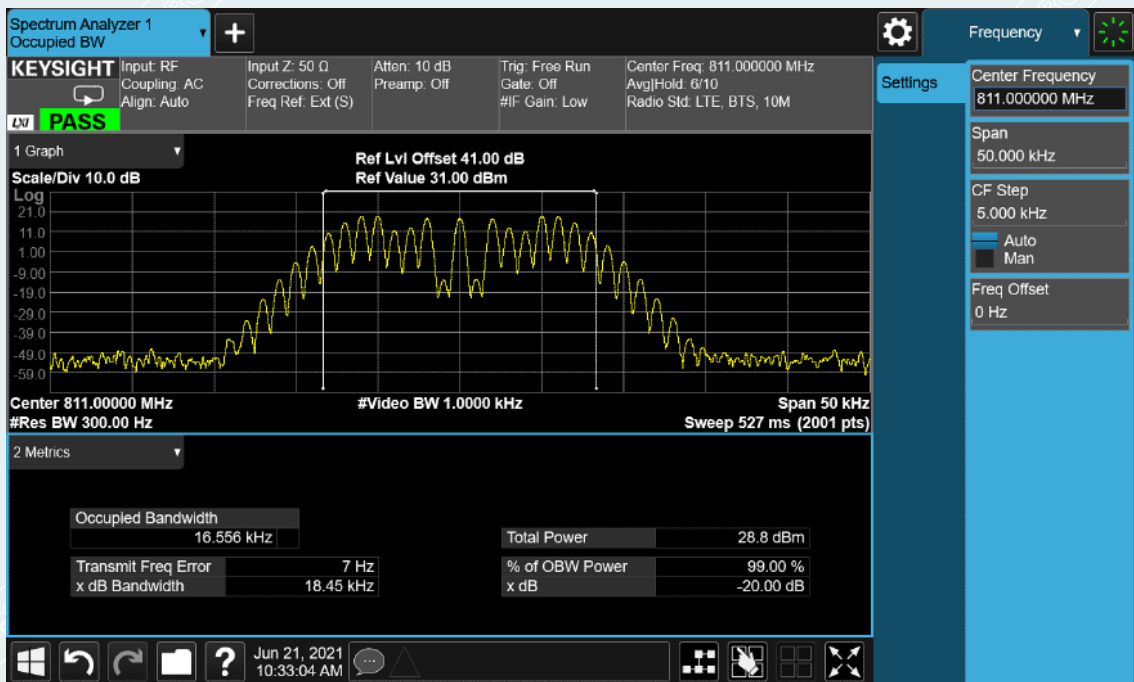 Spectrum Analyzer 1
Occupied BW
+
Frequency
KEYSIGHT
LXI
PASS
Input: RF
Coupling: AC
Align: Auto
Input Z: 50 Ω
Corrections: Off
Freq Ref: Ext (S)
Atten: 10 dB
Preamp: Off
Trig: Free Run
Gate: Off
#IF Gain: Low
Center Freq: 811.000000 MHz
Avg|Hold: 6/10
Radio Std: LTE, BTS, 10M
Settings
Center Frequency
811.000000 MHz
Span
50.000 kHz
CF Step
5.000 kHz
Auto
Man
Freq Offset
0 Hz
1 Graph
Scale/Div 10.0 dB
Ref Lvl Offset 41.00 dB
Ref Value 31.00 dBm
Log
21.0
11.0
1.00
-9.00
-19.0
-29.0
-39.0
-49.0
-59.0
Center 811.00000 MHz
#Video BW 1.0000 kHz
Span 50 kHz
#Res BW 300.00 Hz
Sweep 527 ms (2001 pts)
2 Metrics
Occupied Bandwidth
16.556 kHz
Total Power 28.8 dBm
Transmit Freq Error 7 Hz
% of OBW Power 99.00 %
x dB Bandwidth 18.45 kHz
x dB -20.00 dB
?
Jun 21, 2021
10:33:04 AM